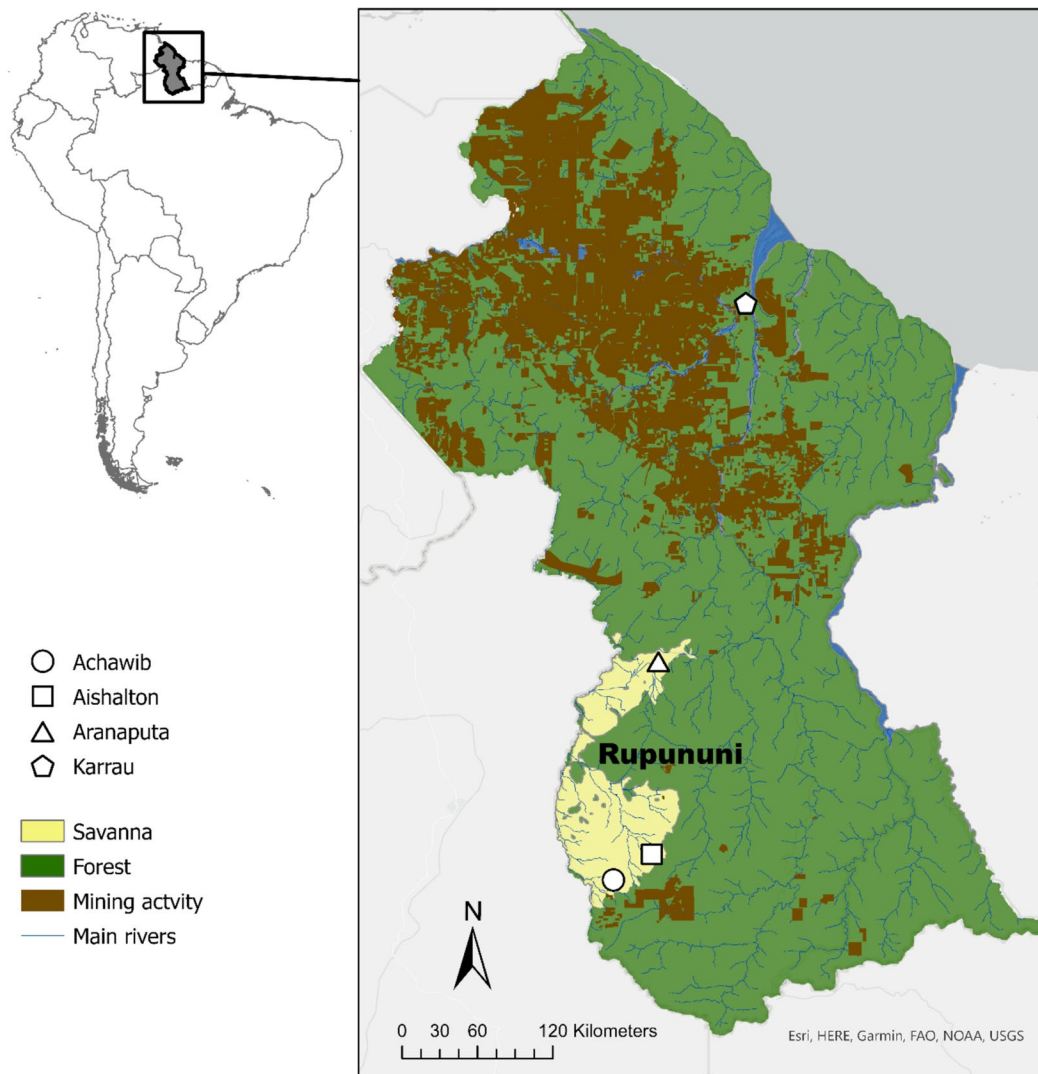 Achawib
Aishalton
Aranaputa
Karrau
Savanna
Forest
Mining actvity
Main rivers
Rupununi
N
0 30 60 120 Kilometers
Esri, HERE, Garmin, FAO, NOAA, USGS